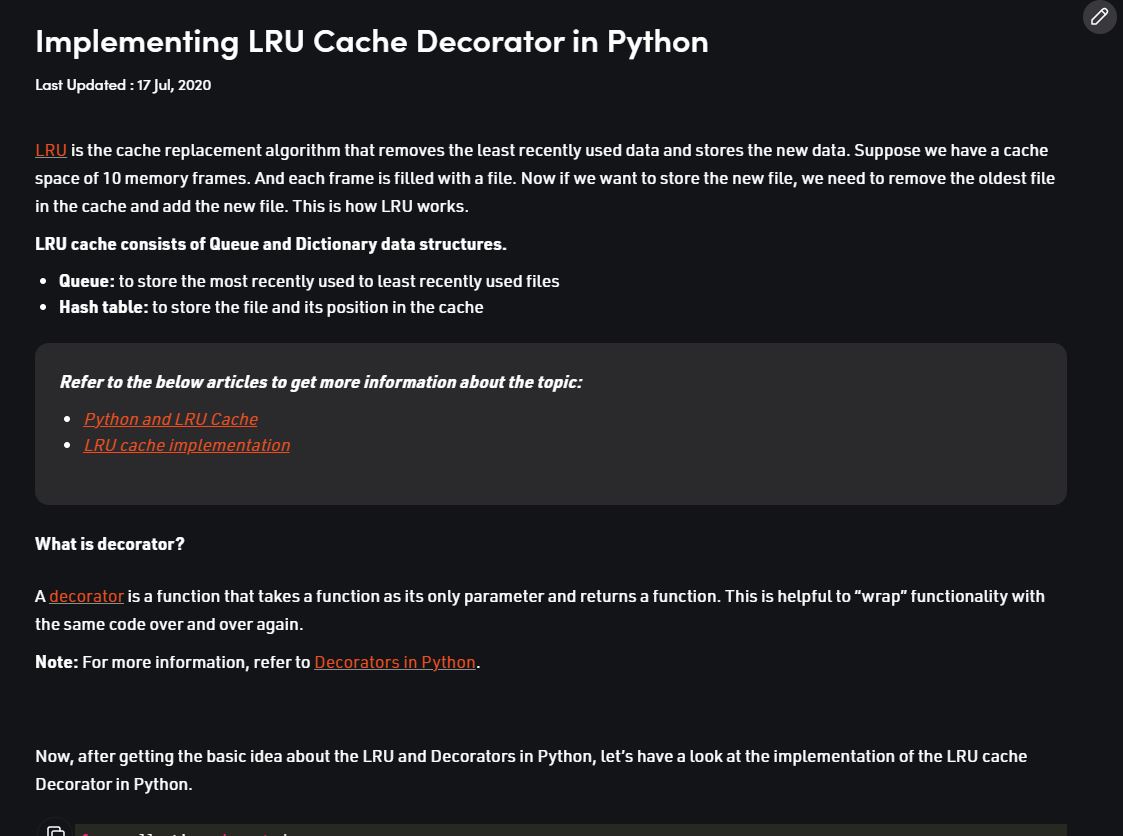 Implementing LRU Cache Decorator in Python
Last Updated : 17 Jul, 2020
LRU is the cache replacement algorithm that removes the least recently used data and stores the new data. Suppose we have a cache
space of 10 memory frames. And each frame is filled with a file. Now if we want to store the new file, we need to remove the oldest file
in the cache and add the new file. This is how LRU works.
LRU cache consists of Queue and Dictionary data structures.
• Queue: to store the most recently used to least recently used files
• Hash table: to store the file and its position in the cache
Refer to the below articles to get more information about the topic:
• Python and LRU Cache
• LRU cache implementation
What is decorator?
A decorator is a function that takes a function as its only parameter and returns a function. This is helpful to “wrap” functionality with
the same code over and over again.
Note: For more information, refer to Decorators in Python.
Now, after getting the basic idea about the LRU and Decorators in Python, let’s have a look at the implementation of the LRU cache
Decorator in Python.